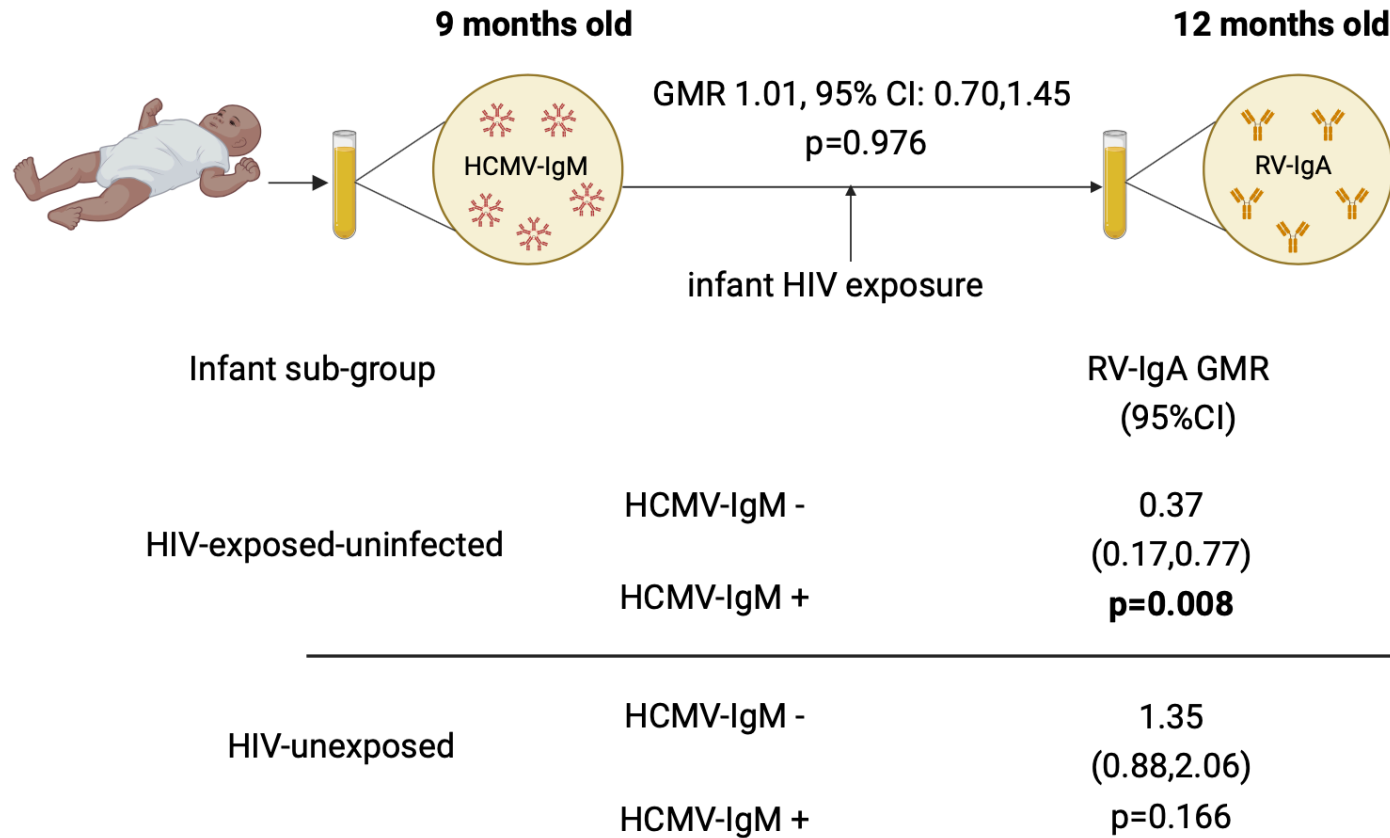 9 months old
12 months old
GMR 1.01, 95% CI: 0.70,1.45
p=0.976
HCMV-IgM
RV-IgA
infant HIV exposure
Infant sub-group
RV-IgA GMR
(95%CI)
HIV-exposed-uninfected
HCMV-IgM -
0.37
(0.17,0.77)
HCMV-IgM +
p=0.008
HIV-unexposed
HCMV-IgM -
1.35
(0.88,2.06)
HCMV-IgM +
p=0.166